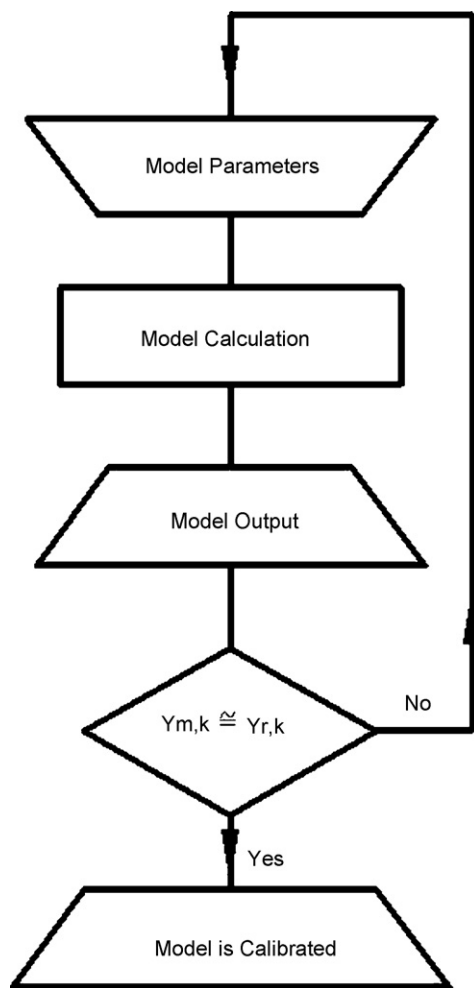 Model Parameters
Model Calculation
Model Output
Ym,k ≅ Yr,k
No
Yes
Model is Calibrated